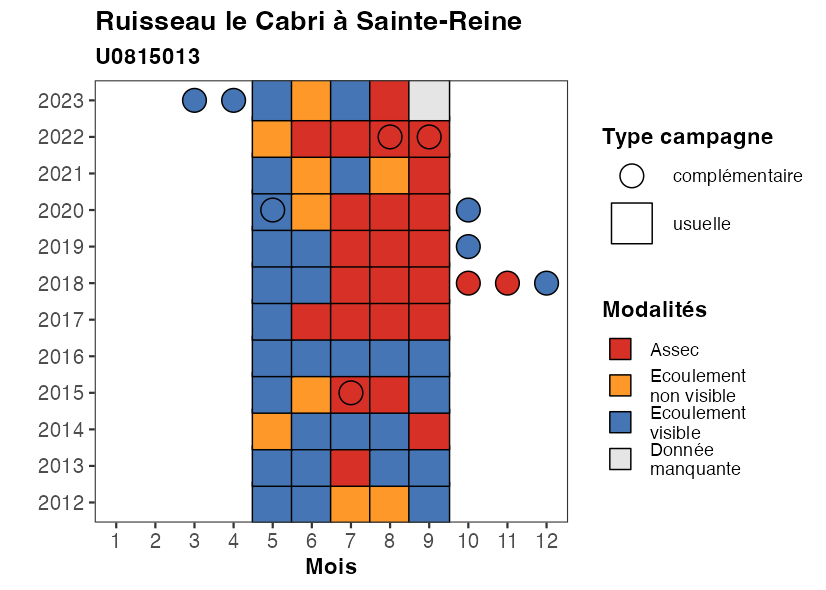 Ruisseau le Cabri à Sainte-Reine
U0815013
2023
2022
2021
2020
2019
2018
2017
2016
2015
2014
2013
2012
1 2 3 4 5 6 7 8 9 10 11 12
Mois
Type campagne
complémentaire
usuelle
Modalités
Assec
Ecoulement
non visible
Ecoulement
visible
Donnée
manquante